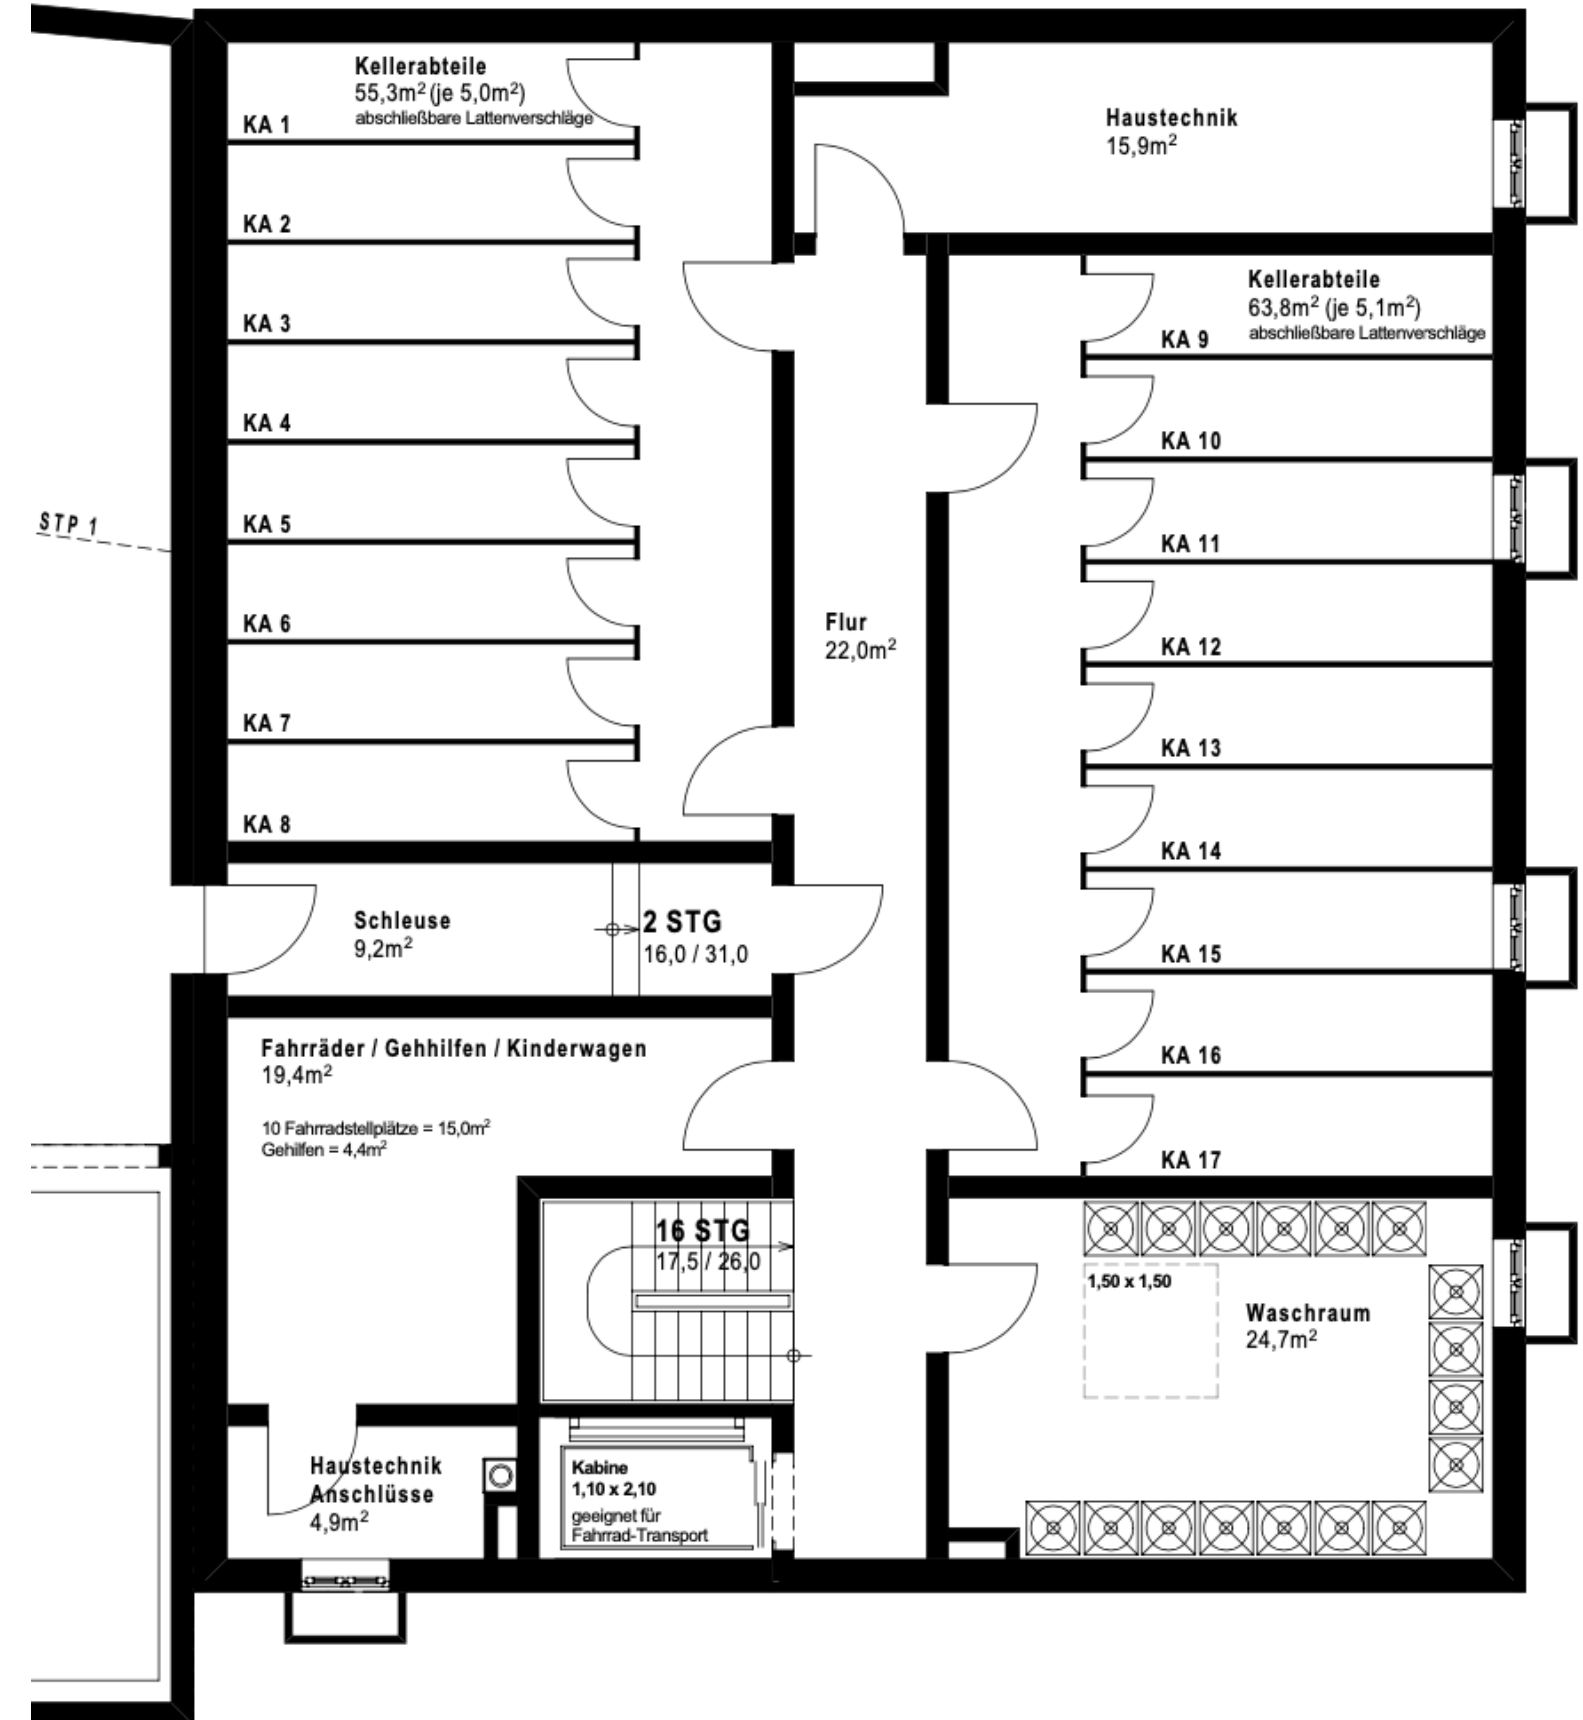 Kellerabteile
55,3m² (je 5,0m²)
abschließbare Lattenverschläge
KA 1
KA 2
KA 3
KA 4
KA 5
KA 6
KA 7
KA 8
STP 1
Haustechnik
15,9m²
Kellerabteile
63,8m² (je 5,1m²)
abschließbare Lattenverschläge
KA 9
KA 10
KA 11
KA 12
KA 13
KA 14
KA 15
KA 16
KA 17
Flur
22,0m²
Schleuse
9,2m²
2 STG
16,0 / 31,0
Fahrräder / Gehhilfen / Kinderwagen
19,4m²
10 Fahrradstellplätze = 15,0m²
Gehilfen = 4,4m²
16 STG
17,5 / 26,0
1,50 x 1,50
Waschraum
24,7m²
Haustechnik
Anschlüsse
4,9m²
Kabine
1,10 x 2,10
geeignet für
Fahrrad-Transport